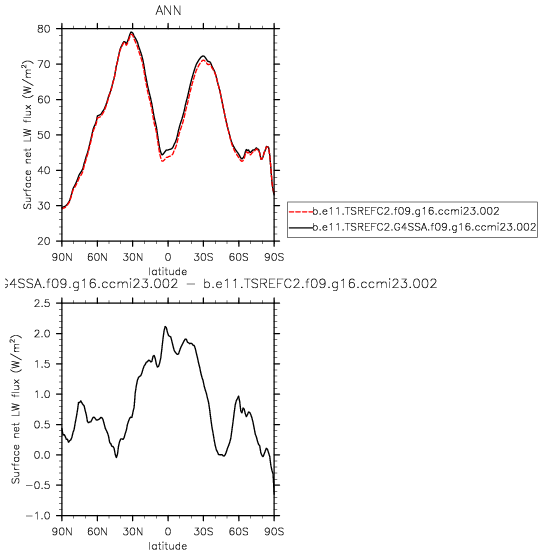 ANN
80
70
60
50
40
30
20
Surface net LW flux (W/m²)
90N 60N 30N 0 30S 60S 90S
latitude
b.e11.TSREFC2.f09.g16.ccmi23.002
b.e11.TSREFC2.G4SSA.f09.g16.ccmi23.002
G4SSA.f09.g16.ccmi23.002 − b.e11.TSREFC2.f09.g16.ccmi23.002
2.5
2.0
1.5
1.0
0.5
0.0
−0.5
−1.0
Surface net LW flux (W/m²)
90N 60N 30N 0 30S 60S 90S
latitude